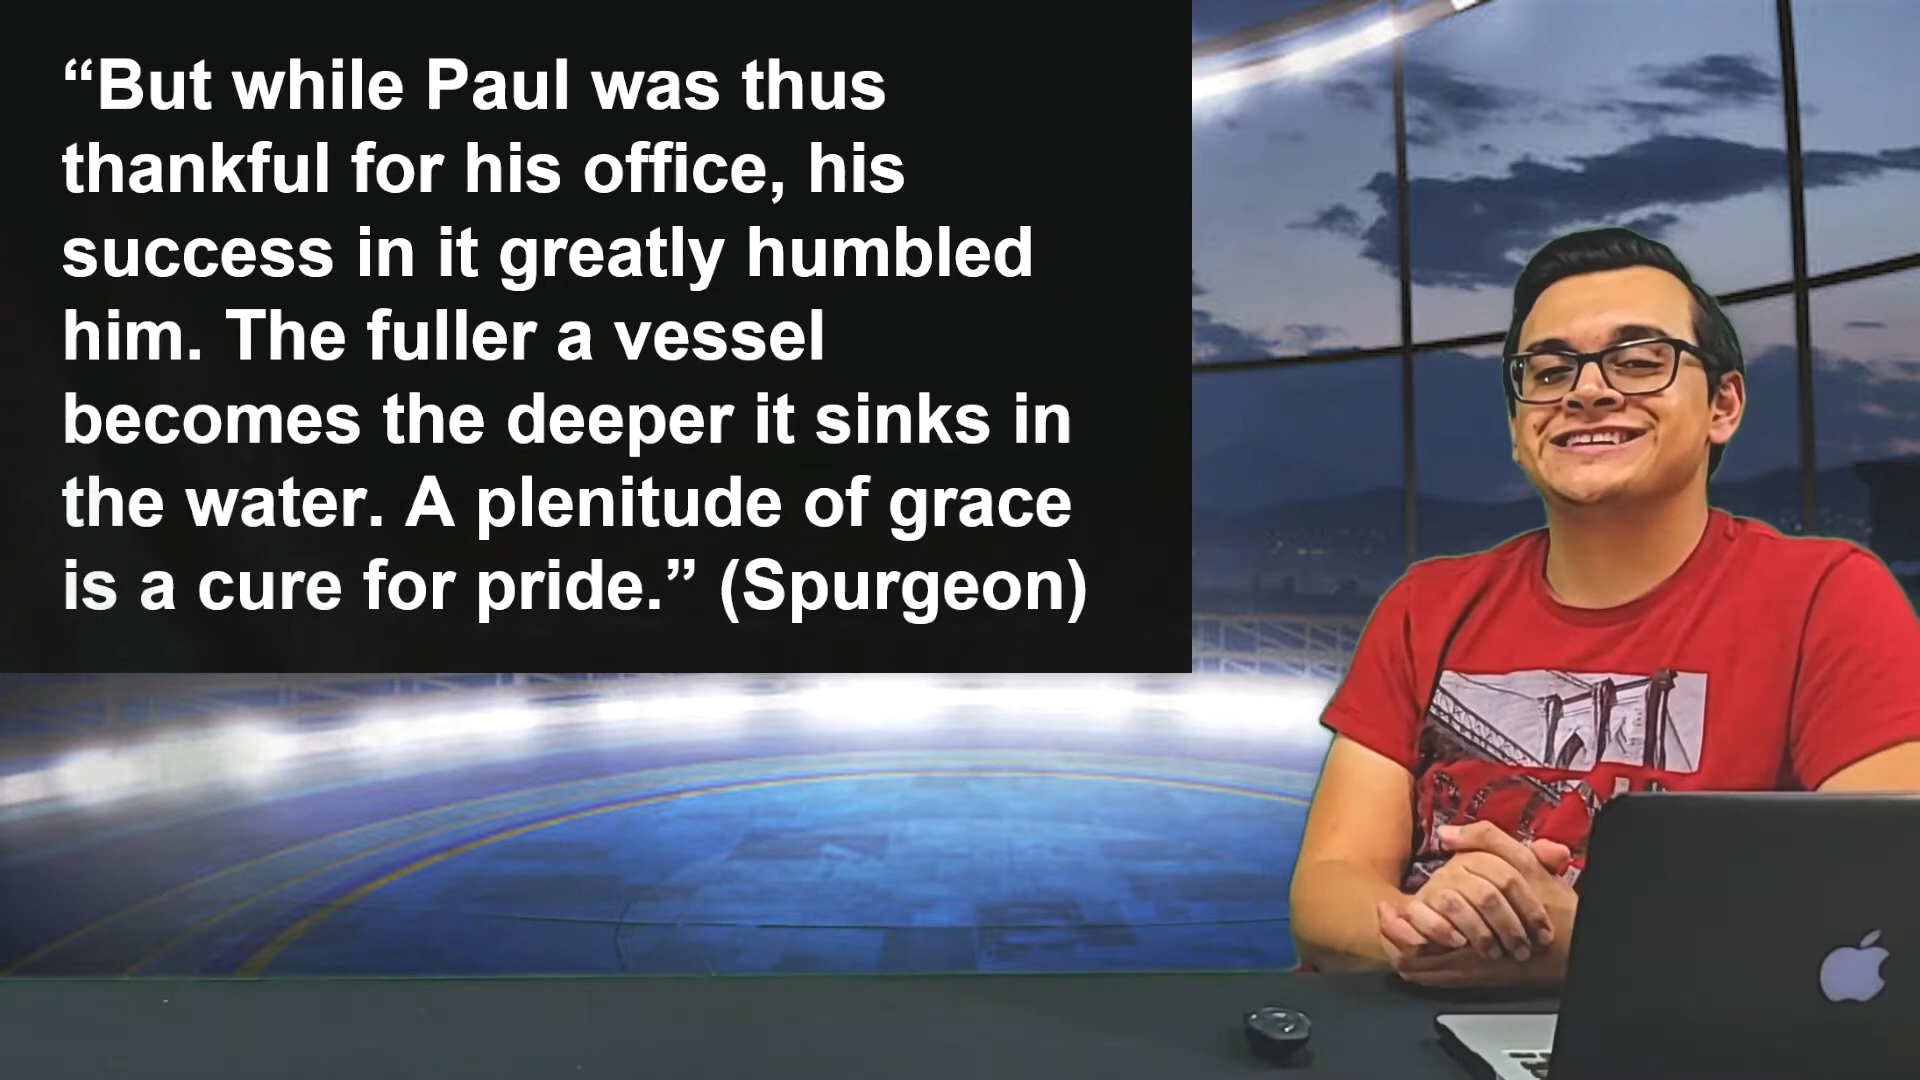 “But while Paul was thus
thankful for his office, his
success in it greatly humbled
him. The fuller a vessel
becomes the deeper it sinks in
the water. A plenitude of grace
is a cure for pride.” (Spurgeon)